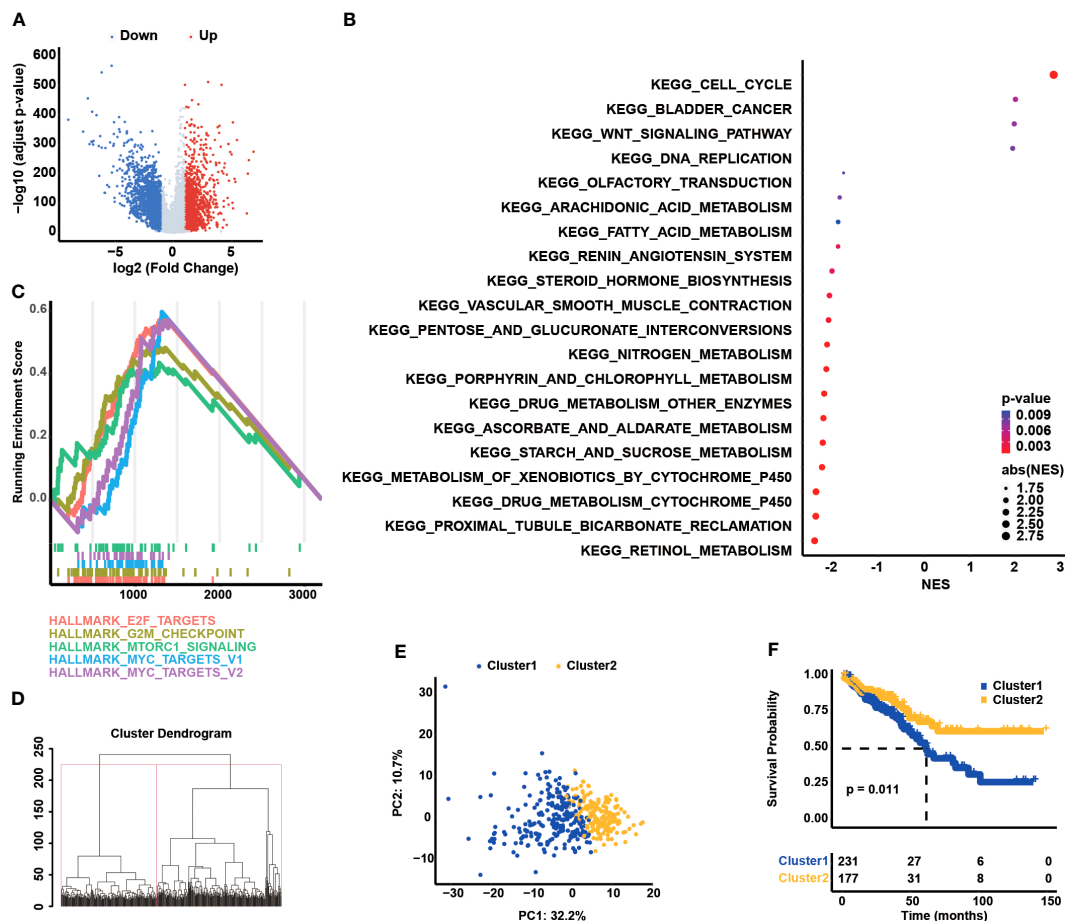 A
Down Up
600
500
400
300
200
100
0
−log10 (adjust p-value)
−5 0 5
log2 (Fold Change)
B
KEGG_CELL_CYCLE
KEGG_BLADDER_CANCER
KEGG_WNT_SIGNALING_PATHWAY
KEGG_DNA_REPLICATION
KEGG_OLFACTORY_TRANSDUCTION
KEGG_ARACHIDONIC_ACID_METABOLISM
KEGG_FATTY_ACID_METABOLISM
KEGG_RENIN_ANGIOTENSIN_SYSTEM
KEGG_STEROID_HORMONE_BIOSYNTHESIS
KEGG_VASCULAR_SMOOTH_MUSCLE_CONTRACTION
KEGG_PENTOSE_AND_GLUCURONATE_INTERCONVERSIONS
KEGG_NITROGEN_METABOLISM
KEGG_PORPHYRIN_AND_CHLOROPHYLL_METABOLISM
KEGG_DRUG_METABOLISM_OTHER_ENZYMES
KEGG_ASCORBATE_AND_ALDARATE_METABOLISM
KEGG_STARCH_AND_SUCROSE_METABOLISM
KEGG_METABOLISM_OF_XENOBIOTICS_BY_CYTOCHROME_P450
KEGG_DRUG_METABOLISM_CYTOCHROME_P450
KEGG_PROXIMAL_TUBULE_BICARBONATE_RECLAMATION
KEGG_RETINOL_METABOLISM
-2 -1 0 1 2 3
NES
p-value
0.009
0.006
0.003
abs(NES)
1.75
2.00
2.25
2.50
2.75
C
0.6
0.4
0.2
0.0
Running Enrichment Score
1000 2000 3000
HALLMARK_E2F_TARGETS
HALLMARK_G2M_CHECKPOINT
HALLMARK_MTORC1_SIGNALING
HALLMARK_MYC_TARGETS_V1
HALLMARK_MYC_TARGETS_V2
D
Cluster Dendrogram
250
200
150
100
50
0
E
Cluster1 Cluster2
30
20
10
0
−10
PC2: 10.7%
−30 −20 −10 0 10 20
PC1: 32.2%
F
Cluster1
Cluster2
1.00
0.75
0.50
0.25
0.00
Survival Probability
p = 0.011
Cluster1 231 27 6 0
Cluster2 177 31 8 0
0 50 100 150
Time (months)